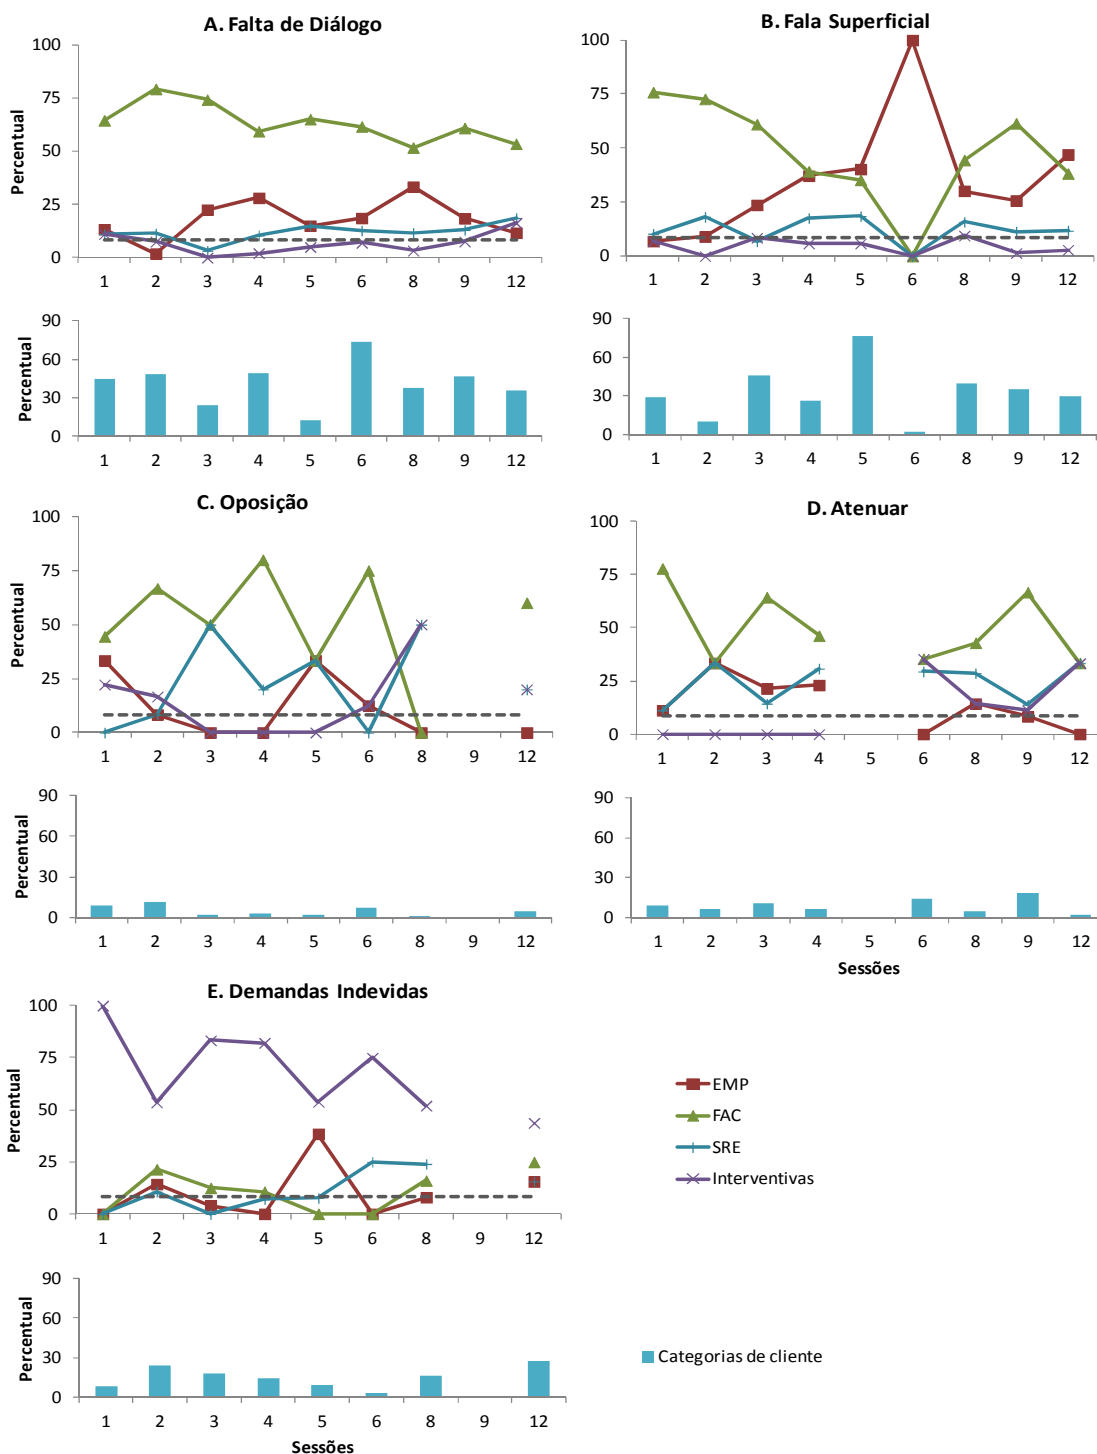 A. Falta de Diálogo
100
75
50
25
0
Percentual
1 2 3 4 5 6 8 9 12
90
60
30
0
Percentual
1 2 3 4 5 6 8 9 12
B. Fala Superficial
100
75
50
25
0
Percentual
1 2 3 4 5 6 8 9 12
90
60
30
0
Percentual
1 2 3 4 5 6 8 9 12
C. Oposição
100
75
50
25
0
Percentual
1 2 3 4 5 6 8 9 12
90
60
30
0
Percentual
1 2 3 4 5 6 8 9 12
D. Atenuar
100
75
50
25
0
Percentual
1 2 3 4 5 6 8 9 12
90
60
30
0
Percentual
1 2 3 4 5 6 8 9 12
Sessões
E. Demandas Indevidas
100
75
50
25
0
Percentual
1 2 3 4 5 6 8 9 12
90
60
30
0
Percentual
1 2 3 4 5 6 8 9 12
Sessões
EMP
FAC
SRE
Interventivas
Categorias de cliente